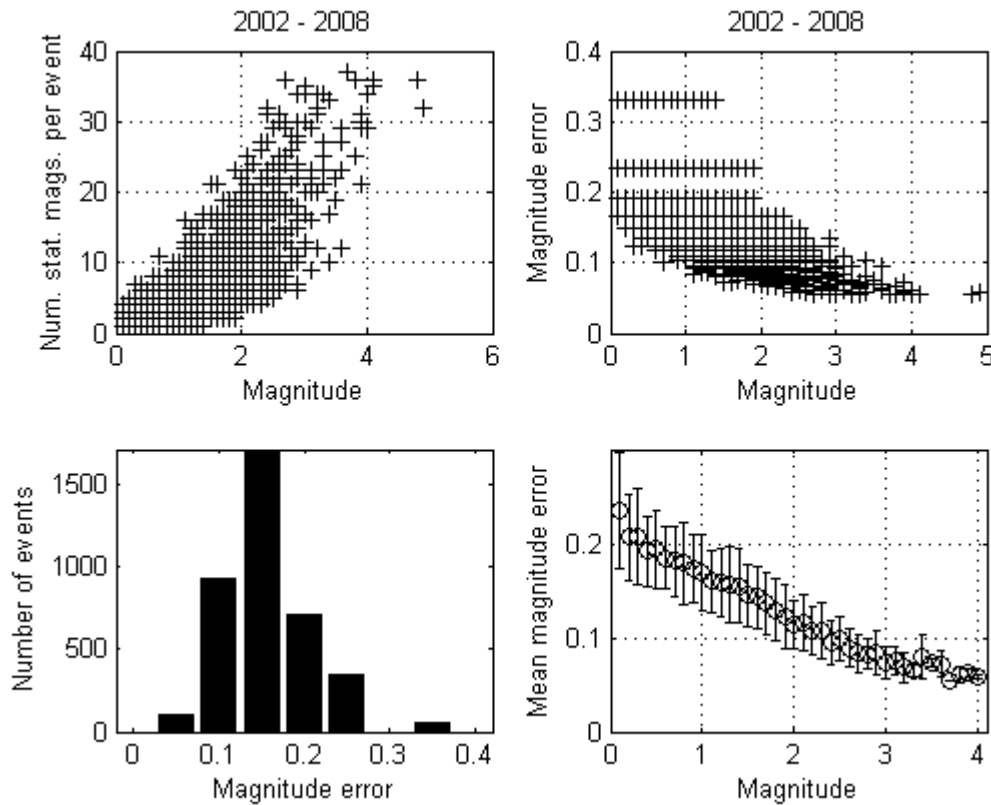 2002 - 2008
Num. stat. mags. per event
40
30
20
10
0
0 2 4 6
Magnitude
2002 - 2008
Magnitude error
0.4
0.3
0.2
0.1
0
0 1 2 3 4 5
Magnitude
Number of events
1500
1000
500
0
0 0.1 0.2 0.3 0.4
Magnitude error
Mean magnitude error
0.2
0.1
0
0 1 2 3 4
Magnitude